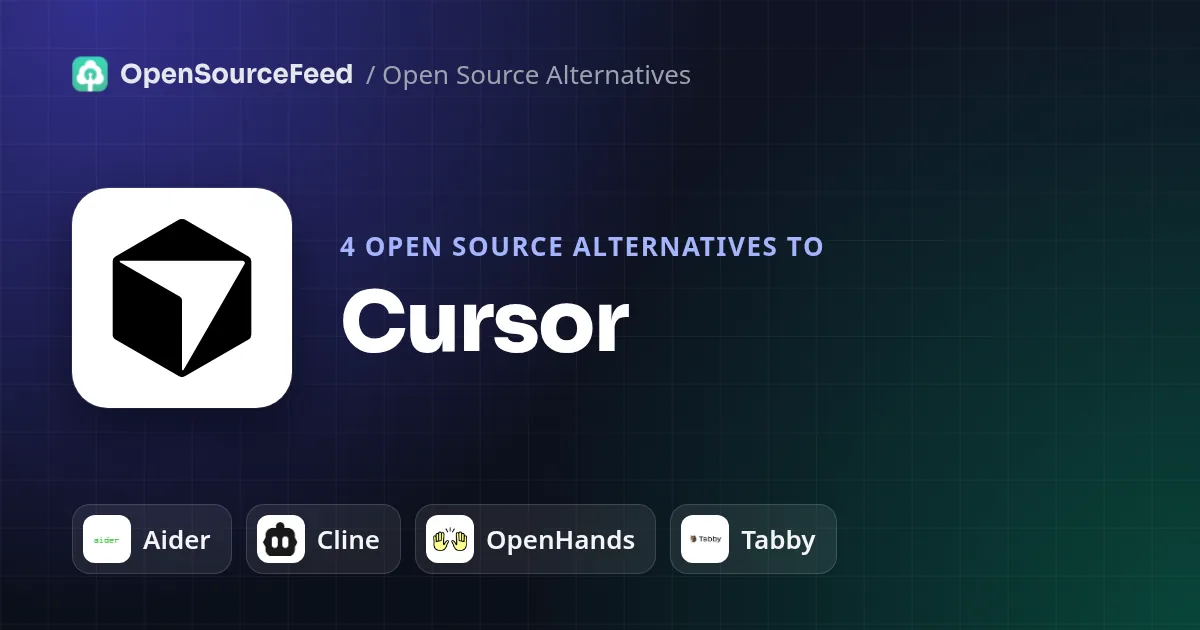 OpenSourceFeed / Open Source Alternatives
4 OPEN SOURCE ALTERNATIVES TO
Cursor
aider Aider
Cline
OpenHands
Tabby Tabby